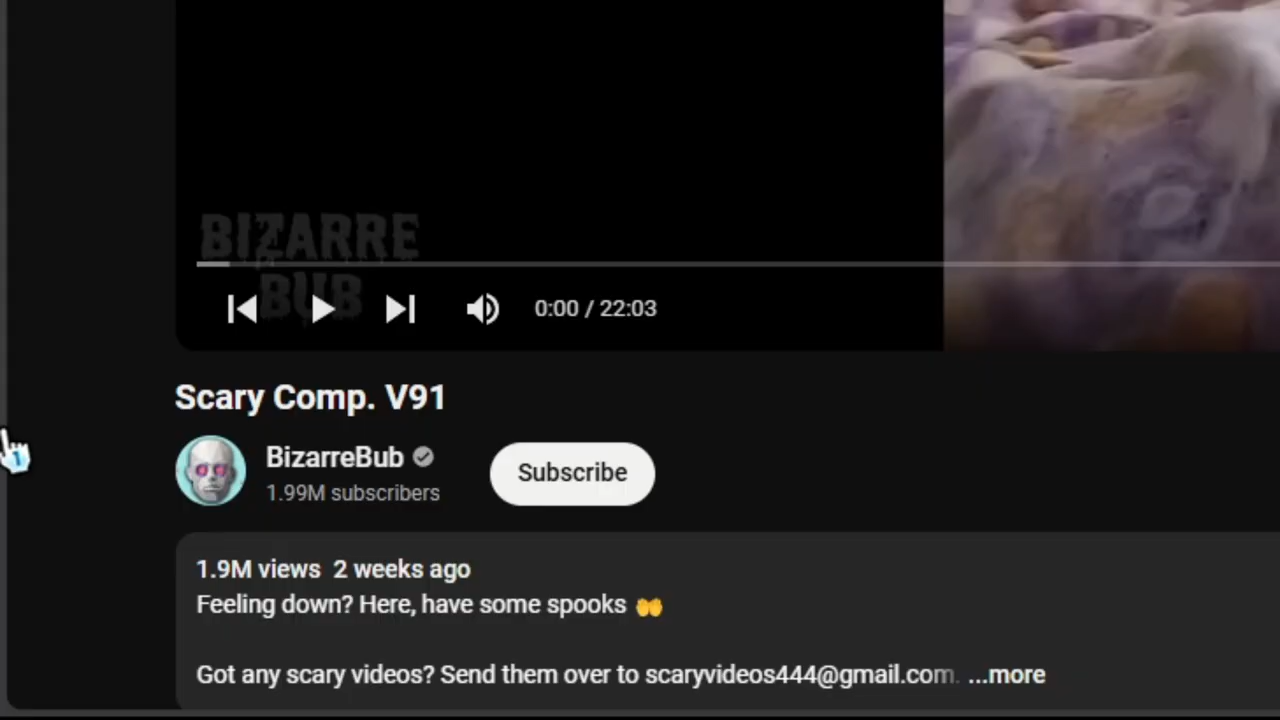 BIZARRE
BUB
0:00 / 22:03
Scary Comp. V91
BizarreBub
1.99M subscribers
Subscribe
1.9M views 2 weeks ago
Feeling down? Here, have some spooks 👐
Got any scary videos? Send them over to scaryvideos444@gmail.com. ...more